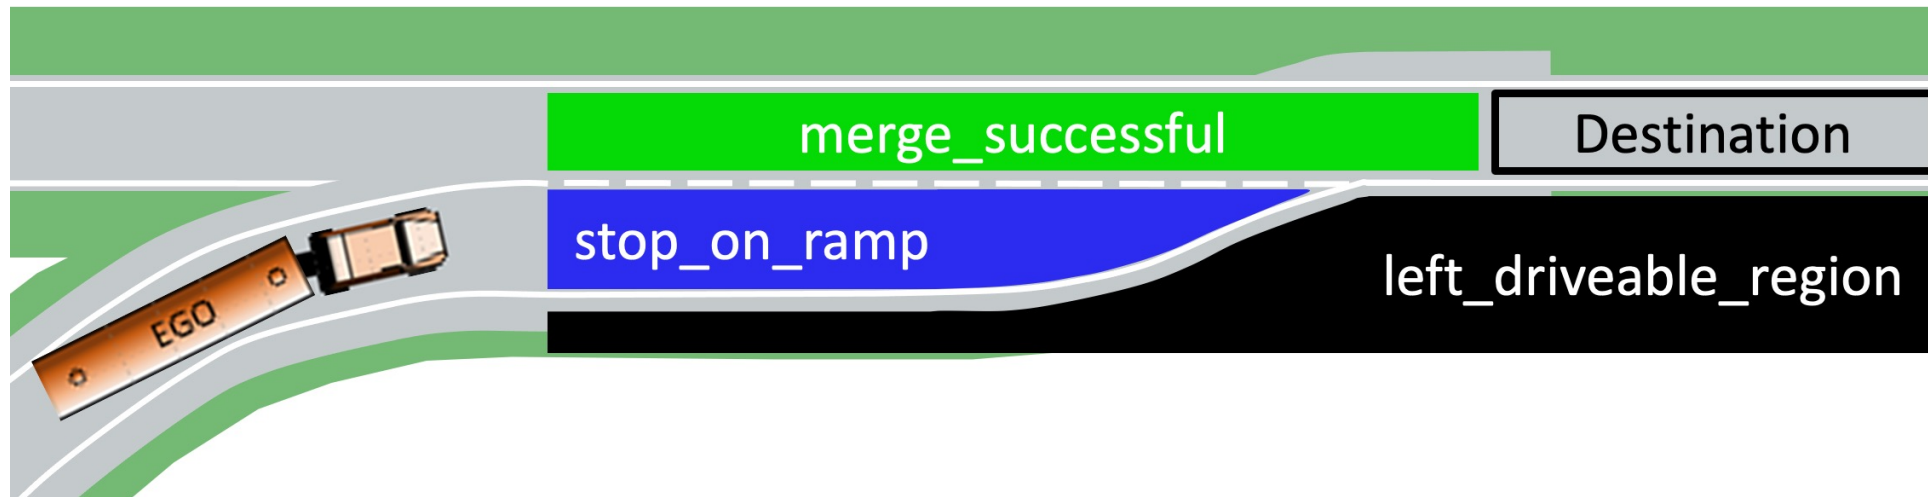 merge_successful
Destination
stop_on_ramp
left_driveable_region
EGO